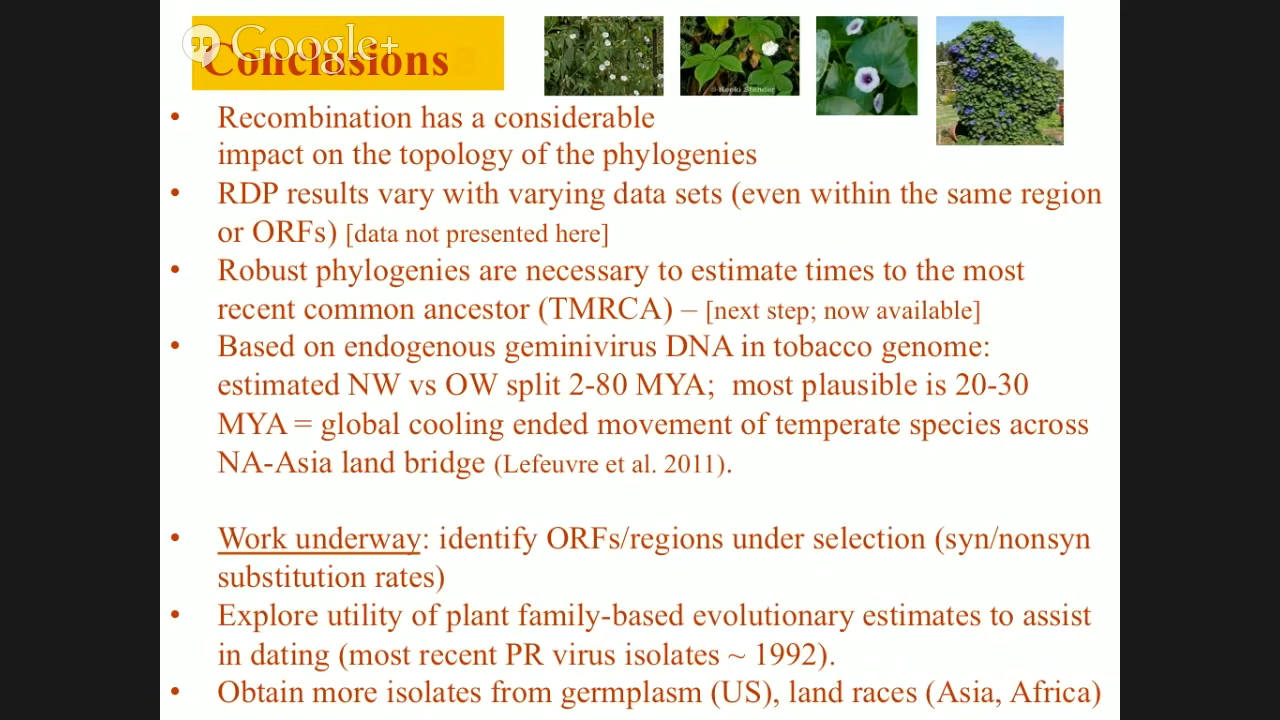 Google+
Conclusions
© Kooki Stender
• Recombination has a considerable
impact on the topology of the phylogenies
• RDP results vary with varying data sets (even within the same region
or ORFs) [data not presented here]
• Robust phylogenies are necessary to estimate times to the most
recent common ancestor (TMRCA) – [next step; now available]
• Based on endogenous geminivirus DNA in tobacco genome:
estimated NW vs OW split 2-80 MYA; most plausible is 20-30
MYA = global cooling ended movement of temperate species across
NA-Asia land bridge (Lefeuvre et al. 2011).
• Work underway: identify ORFs/regions under selection (syn/nonsyn
substitution rates)
• Explore utility of plant family-based evolutionary estimates to assist
in dating (most recent PR virus isolates ~ 1992).
• Obtain more isolates from germplasm (US), land races (Asia, Africa)